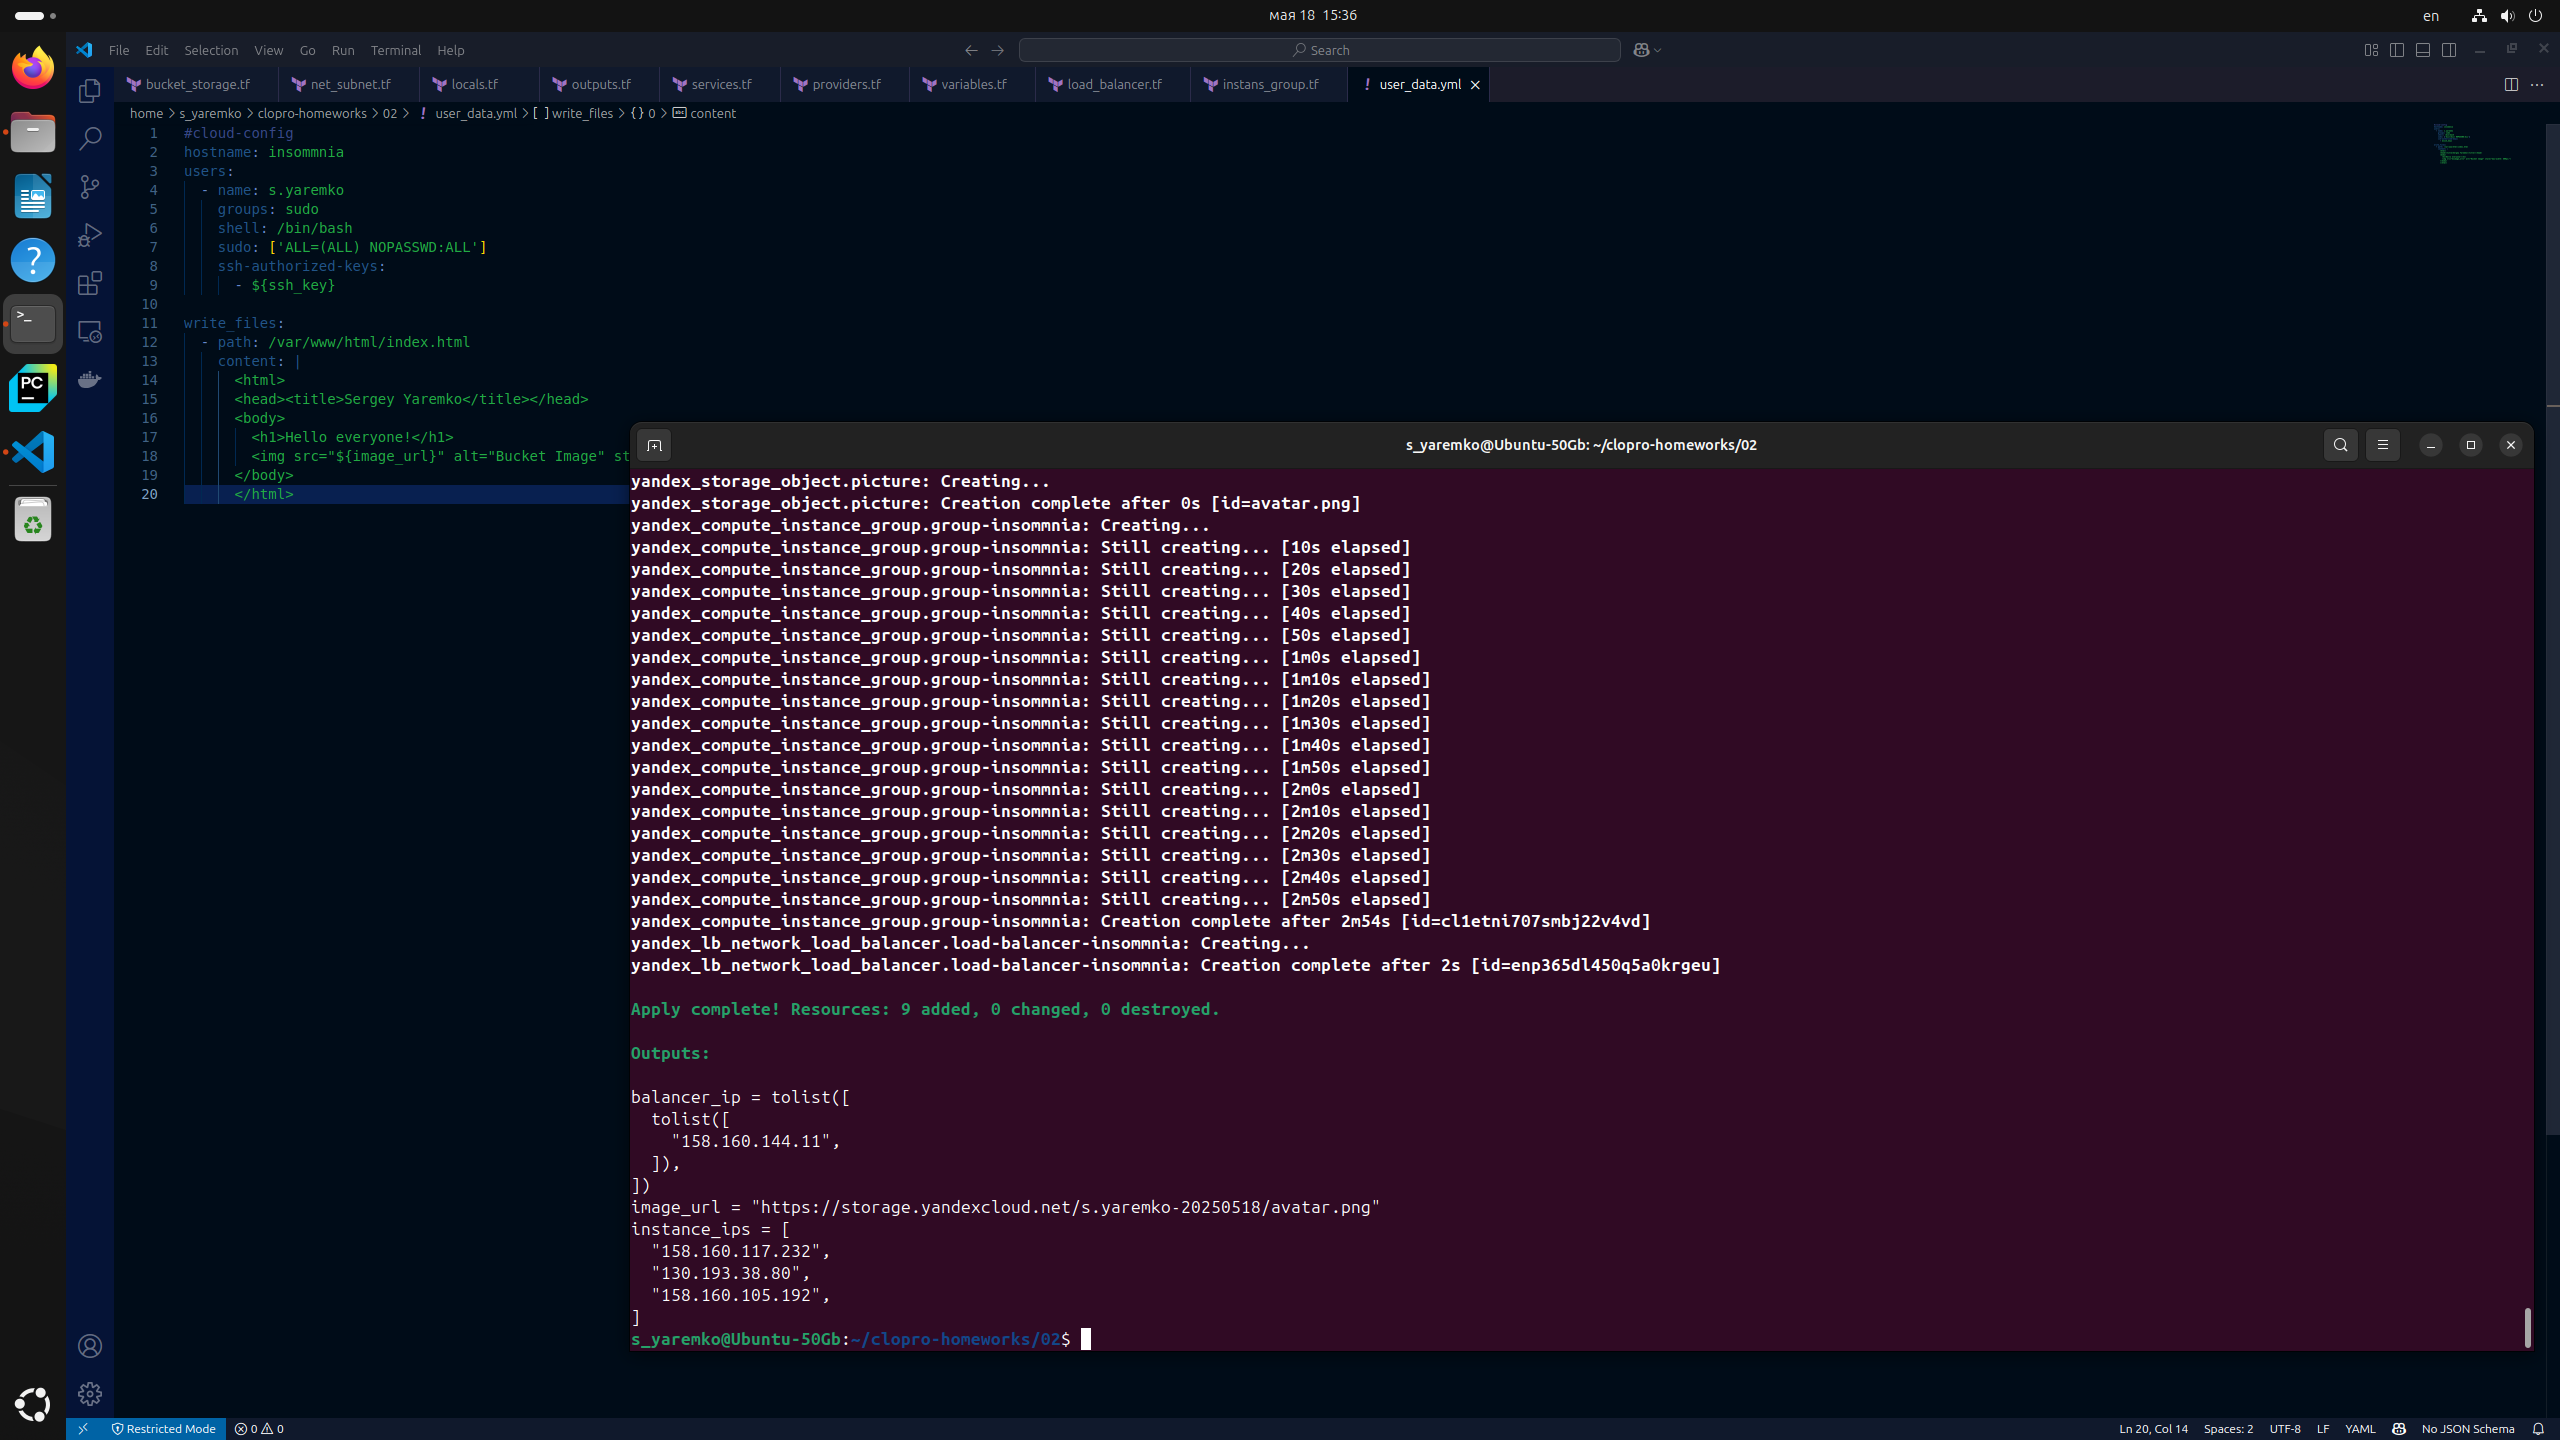 мая 18 15:36
en
File Edit Selection View Go Run Terminal Help
Search
bucket_storage.tf net_subnet.tf locals.tf outputs.tf services.tf providers.tf variables.tf load_balancer.tf instans_group.tf ! user_data.yml
home > s_yaremko > clopro-homeworks > 02 > ! user_data.yml > [ ] write_files > {} 0 > content
1 #cloud-config
2 hostname: insommnia
3 users:
4 - name: s.yaremko
5 groups: sudo
6 shell: /bin/bash
7 sudo: ['ALL=(ALL) NOPASSWD:ALL']
8 ssh-authorized-keys:
9 - ${ssh_key}
10
11 write_files:
12 - path: /var/www/html/index.html
13 content: |
14 <html>
15 <head><title>Sergey Yaremko</title></head>
16 <body>
17 <h1>Hello everyone!</h1>
18 <img src="${image_url}" alt="Bucket Image" st
19 </body>
20 </html>
s_yaremko@Ubuntu-50Gb: ~/clopro-homeworks/02
yandex_storage_object.picture: Creating...
yandex_storage_object.picture: Creation complete after 0s [id=avatar.png]
yandex_compute_instance_group.group-insommnia: Creating...
yandex_compute_instance_group.group-insommnia: Still creating... [10s elapsed]
yandex_compute_instance_group.group-insommnia: Still creating... [20s elapsed]
yandex_compute_instance_group.group-insommnia: Still creating... [30s elapsed]
yandex_compute_instance_group.group-insommnia: Still creating... [40s elapsed]
yandex_compute_instance_group.group-insommnia: Still creating... [50s elapsed]
yandex_compute_instance_group.group-insommnia: Still creating... [1m0s elapsed]
yandex_compute_instance_group.group-insommnia: Still creating... [1m10s elapsed]
yandex_compute_instance_group.group-insommnia: Still creating... [1m20s elapsed]
yandex_compute_instance_group.group-insommnia: Still creating... [1m30s elapsed]
yandex_compute_instance_group.group-insommnia: Still creating... [1m40s elapsed]
yandex_compute_instance_group.group-insommnia: Still creating... [1m50s elapsed]
yandex_compute_instance_group.group-insommnia: Still creating... [2m0s elapsed]
yandex_compute_instance_group.group-insommnia: Still creating... [2m10s elapsed]
yandex_compute_instance_group.group-insommnia: Still creating... [2m20s elapsed]
yandex_compute_instance_group.group-insommnia: Still creating... [2m30s elapsed]
yandex_compute_instance_group.group-insommnia: Still creating... [2m40s elapsed]
yandex_compute_instance_group.group-insommnia: Still creating... [2m50s elapsed]
yandex_compute_instance_group.group-insommnia: Creation complete after 2m54s [id=cl1etni707smbj22v4vd]
yandex_lb_network_load_balancer.load-balancer-insommnia: Creating...
yandex_lb_network_load_balancer.load-balancer-insommnia: Creation complete after 2s [id=enp365dl450q5a0krgeu]
Apply complete! Resources: 9 added, 0 changed, 0 destroyed.
Outputs:
balancer_ip = tolist([
tolist([
"158.160.144.11",
]),
])
image_url = "https://storage.yandexcloud.net/s.yaremko-20250518/avatar.png"
instance_ips = [
"158.160.117.232",
"130.193.38.80",
"158.160.105.192",
]
s_yaremko@Ubuntu-50Gb:~/clopro-homeworks/02$
Restricted Mode 0 0 Ln 20, Col 14 Spaces: 2 UTF-8 LF YAML No JSON Schema